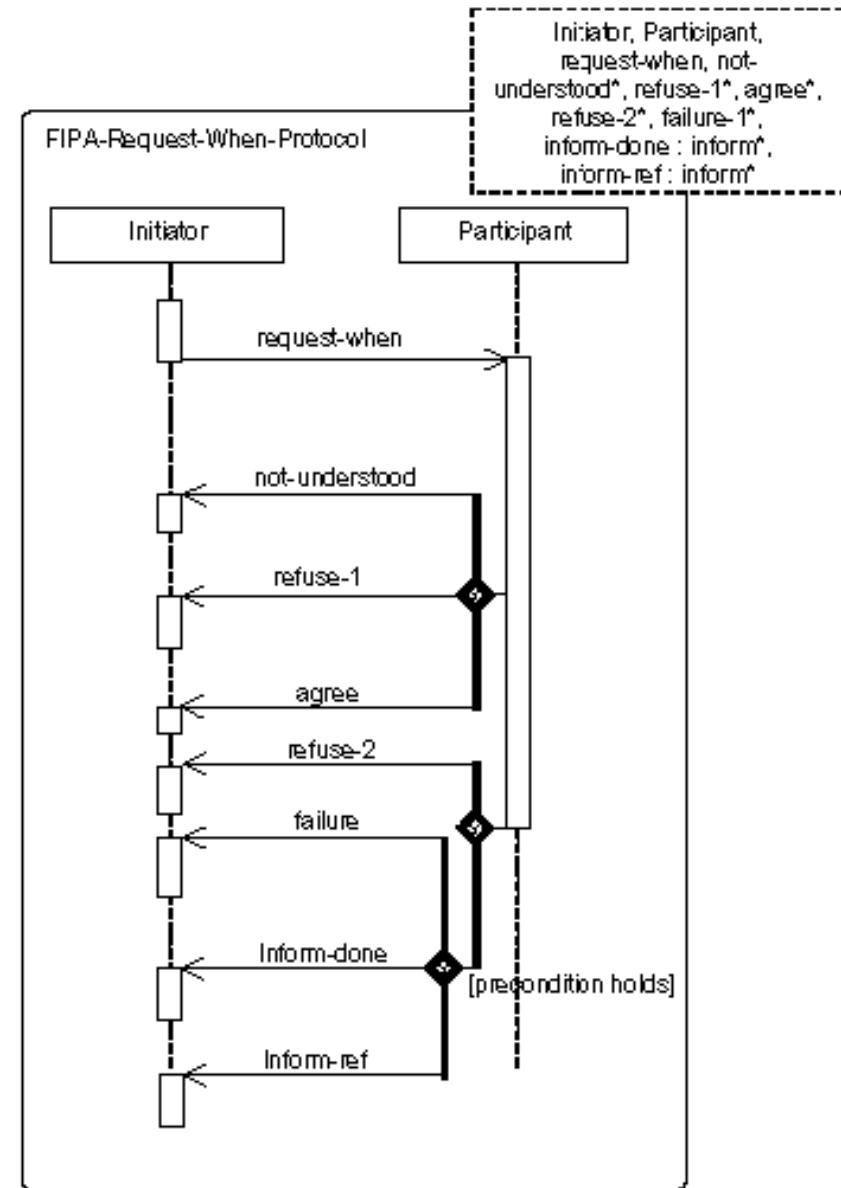 Initiator, Participant,
request-when, not-
understood*, refuse-1*, agree*,
refuse-2*, failure-1*,
inform-done : inform*,
inform-ref : inform*
FIPA-Request-When-Protocol
Initiator
Participant
request-when
not-understood
refuse-1
agree
refuse-2
failure
Inform-done
[precondition holds]
Inform-ref